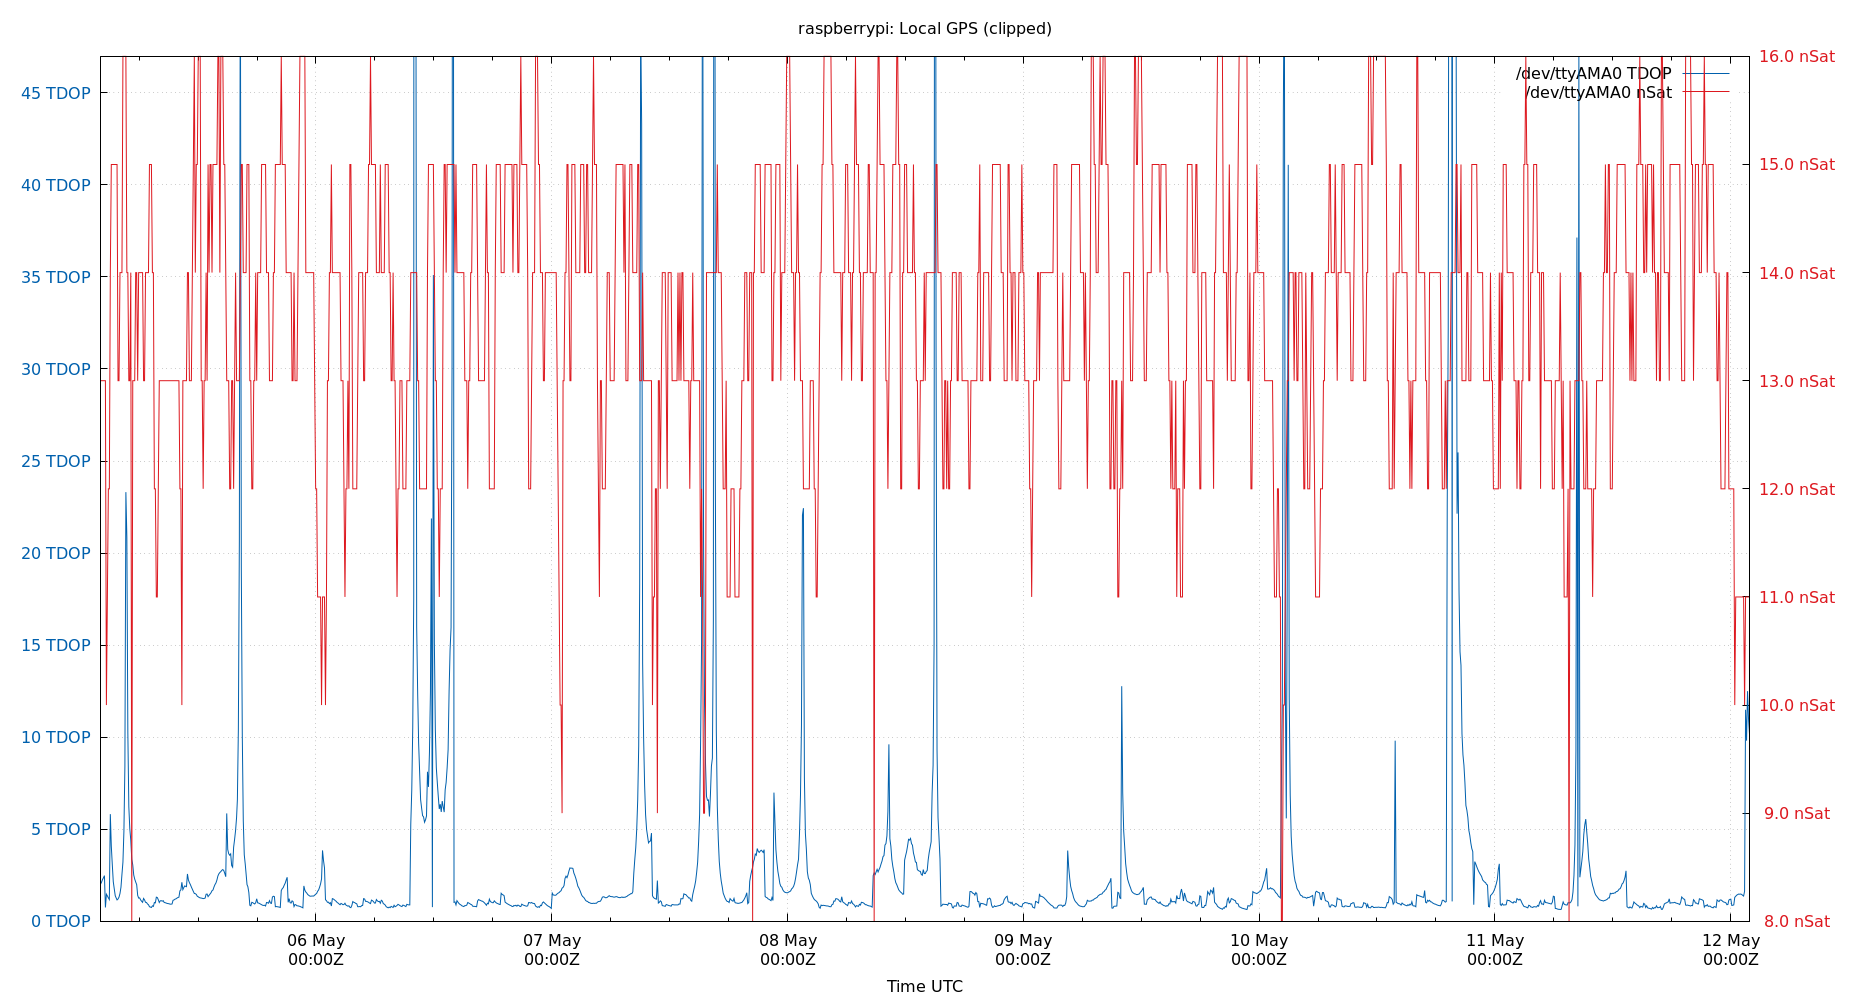 raspberrypi: Local GPS (clipped)
/dev/ttyAMA0 TDOP
/dev/ttyAMA0 nSat
45 TDOP
40 TDOP
35 TDOP
30 TDOP
25 TDOP
20 TDOP
15 TDOP
10 TDOP
5 TDOP
0 TDOP
16.0 nSat
15.0 nSat
14.0 nSat
13.0 nSat
12.0 nSat
11.0 nSat
10.0 nSat
9.0 nSat
8.0 nSat
06 May
00:00Z
07 May
00:00Z
08 May
00:00Z
09 May
00:00Z
10 May
00:00Z
11 May
00:00Z
12 May
00:00Z
Time UTC